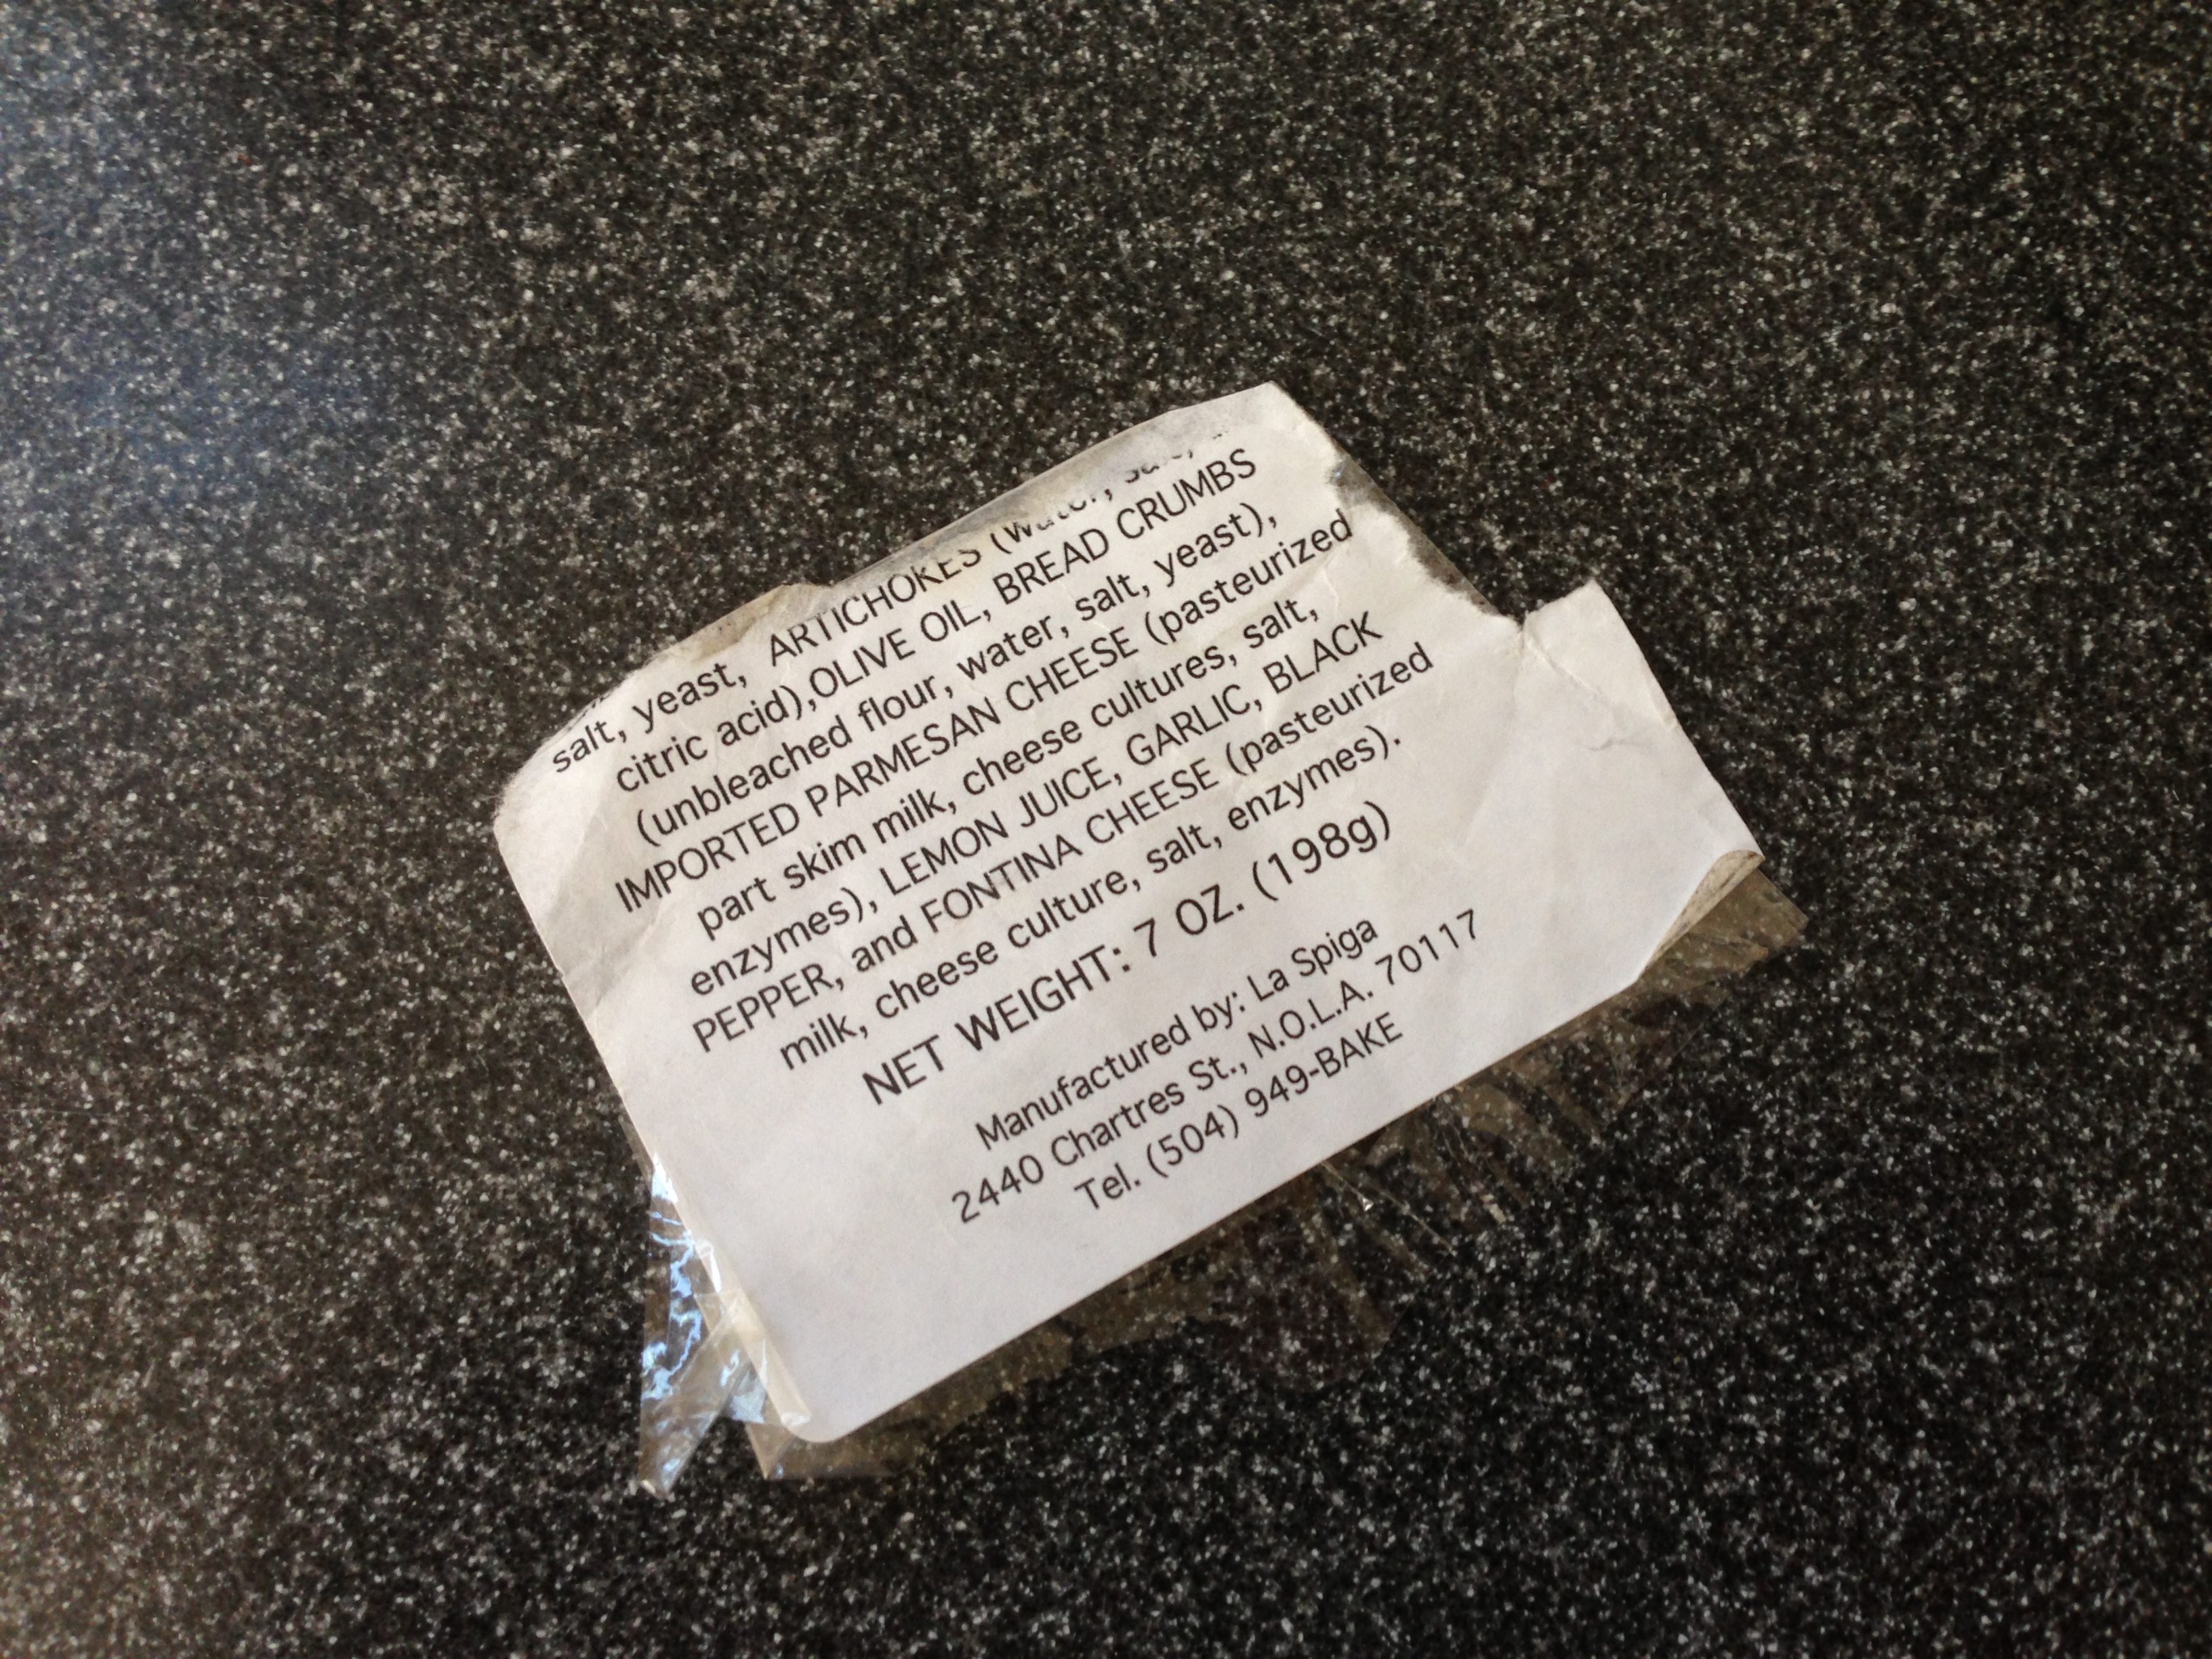 salt, yeast, ARTICHOKES (water, salt,
citric acid),OLIVE OIL, BREAD CRUMBS
(unbleached flour, water, salt, yeast),
IMPORTED PARMESAN CHEESE (pasteurized
part skim milk, cheese cultures, salt,
enzymes), LEMON JUICE, GARLIC, BLACK
PEPPER, and FONTINA CHEESE (pasteurized
milk, cheese culture, salt, enzymes).
NET WEIGHT: 7 OZ. (198g)
Manufactured by: La Spiga
2440 Chartres St., N.O.L.A. 70117
Tel. (504) 949-BAKE